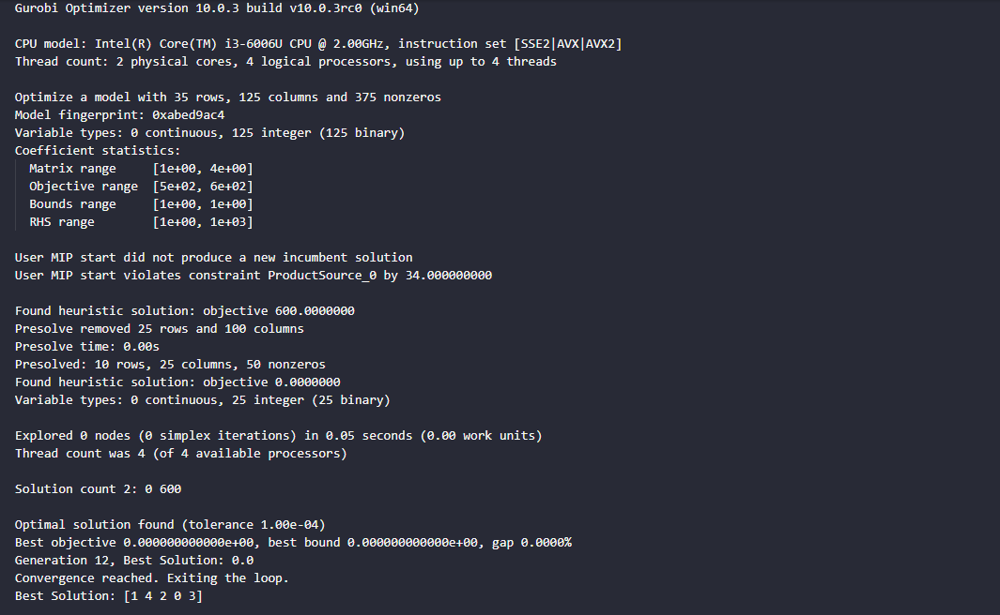 Gurobi Optimizer version 10.0.3 build v10.0.3rc0 (win64)
CPU model: Intel(R) Core(TM) i3-6006U CPU @ 2.00GHz, instruction set [SSE2|AVX|AVX2]
Thread count: 2 physical cores, 4 logical processors, using up to 4 threads
Optimize a model with 35 rows, 125 columns and 375 nonzeros
Model fingerprint: 0xabed9ac4
Variable types: 0 continuous, 125 integer (125 binary)
Coefficient statistics:
Matrix range [1e+00, 4e+00]
Objective range [5e+02, 6e+02]
Bounds range [1e+00, 1e+00]
RHS range [1e+00, 1e+03]
User MIP start did not produce a new incumbent solution
User MIP start violates constraint ProductSource_0 by 34.000000000
Found heuristic solution: objective 600.0000000
Presolve removed 25 rows and 100 columns
Presolve time: 0.00s
Presolved: 10 rows, 25 columns, 50 nonzeros
Found heuristic solution: objective 0.0000000
Variable types: 0 continuous, 25 integer (25 binary)
Explored 0 nodes (0 simplex iterations) in 0.05 seconds (0.00 work units)
Thread count was 4 (of 4 available processors)
Solution count 2: 0 600
Optimal solution found (tolerance 1.00e-04)
Best objective 0.000000000000e+00, best bound 0.000000000000e+00, gap 0.0000%
Generation 12, Best Solution: 0.0
Convergence reached. Exiting the loop.
Best Solution: [1 4 2 0 3]